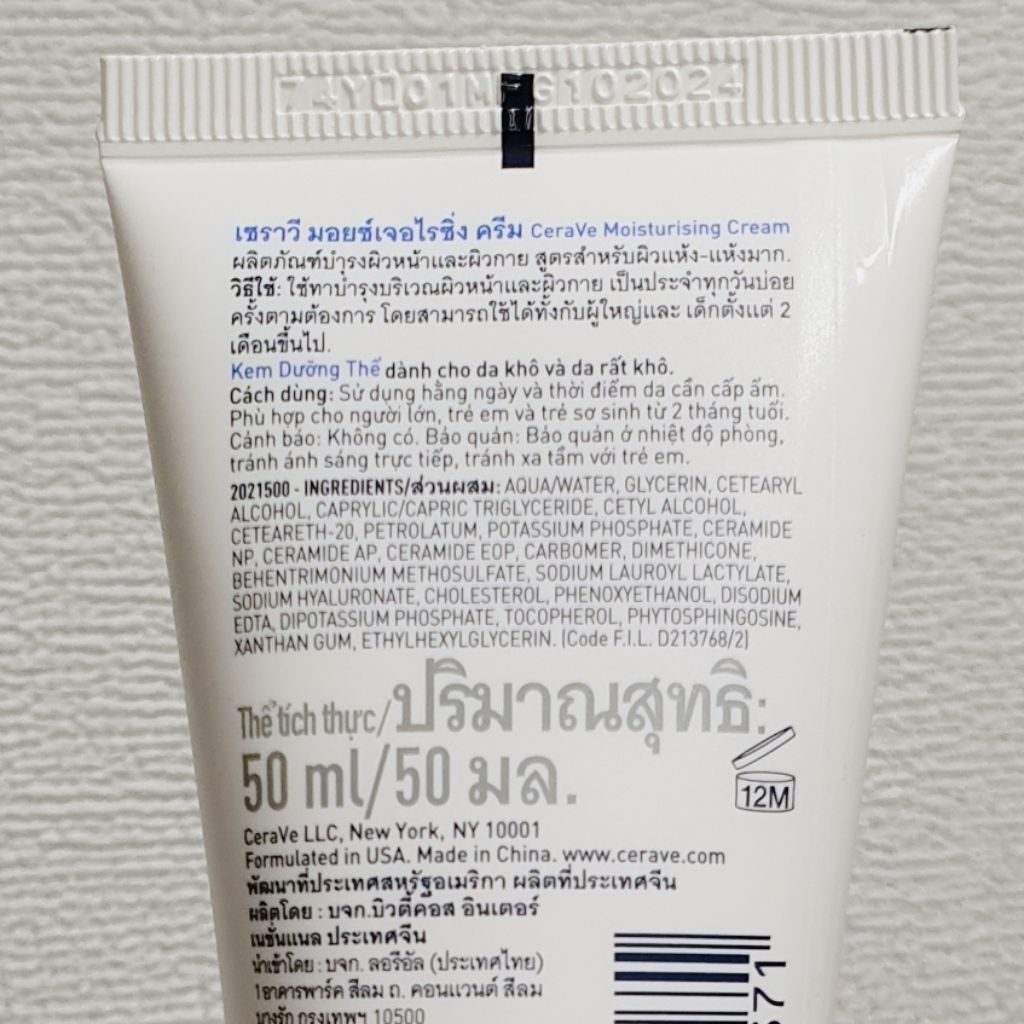 74Y001MFG102024
เซราวี มอยซ์เจอไรซิ่ง ครีม CeraVe Moisturising Cream
ผลิตภัณฑ์บำรุงผิวหน้าและผิวกาย สูตรสำหรับผิวแห้ง-แห้งมาก.
วิธีใช้: ใช้ทาบำรุงบริเวณผิวหน้าและผิวกาย เป็นประจำทุกวันบ่อย
ครั้งตามต้องการ โดยสามารถใช้ได้ทั้งกับผู้ใหญ่และ เด็กตั้งแต่ 2
เดือนขึ้นไป.
Kem Dưỡng Thể dành cho da khô và da rất khô.
Cách dùng: Sử dụng hằng ngày và thời điểm da cần cấp ẩm.
Phù hợp cho người lớn, trẻ em và trẻ sơ sinh từ 2 tháng tuổi.
Cảnh báo: Không có. Bảo quản: Bảo quản ở nhiệt độ phòng,
tránh ánh sáng trực tiếp, tránh xa tầm với trẻ em.
2021500 - INGREDIENTS/ส่วนผสม: AQUA/WATER, GLYCERIN, CETEARYL
ALCOHOL, CAPRYLIC/CAPRIC TRIGLYCERIDE, CETYL ALCOHOL,
CETEARETH-20, PETROLATUM, POTASSIUM PHOSPHATE, CERAMIDE
NP, CERAMIDE AP, CERAMIDE EOP, CARBOMER, DIMETHICONE,
BEHENTRIMONIUM METHOSULFATE, SODIUM LAUROYL LACTYLATE,
SODIUM HYALURONATE, CHOLESTEROL, PHENOXYETHANOL, DISODIUM
EDTA, DIPOTASSIUM PHOSPHATE, TOCOPHEROL, PHYTOSPHINGOSINE,
XANTHAN GUM, ETHYLHEXYLGLYCERIN. (Code F.I.L. D213768/2)
Thể tích thực/ปริมาณสุทธิ:
50 ml/50 มล.
12M
CeraVe LLC, New York, NY 10001
Formulated in USA. Made in China. www.cerave.com
พัฒนาที่ประเทศสหรัฐอเมริกา ผลิตที่ประเทศจีน
ผลิตโดย : บจก.บิวตี้คอส อินเตอร์
เนชั่นแนล ประเทศจีน
นำเข้าโดย : บจก. ลอรีอัล (ประเทศไทย)
1อาคารพาร์ค สีลม ถ. คอนแวนต์ สีลม
บางรัก กรุงเทพฯ 10500